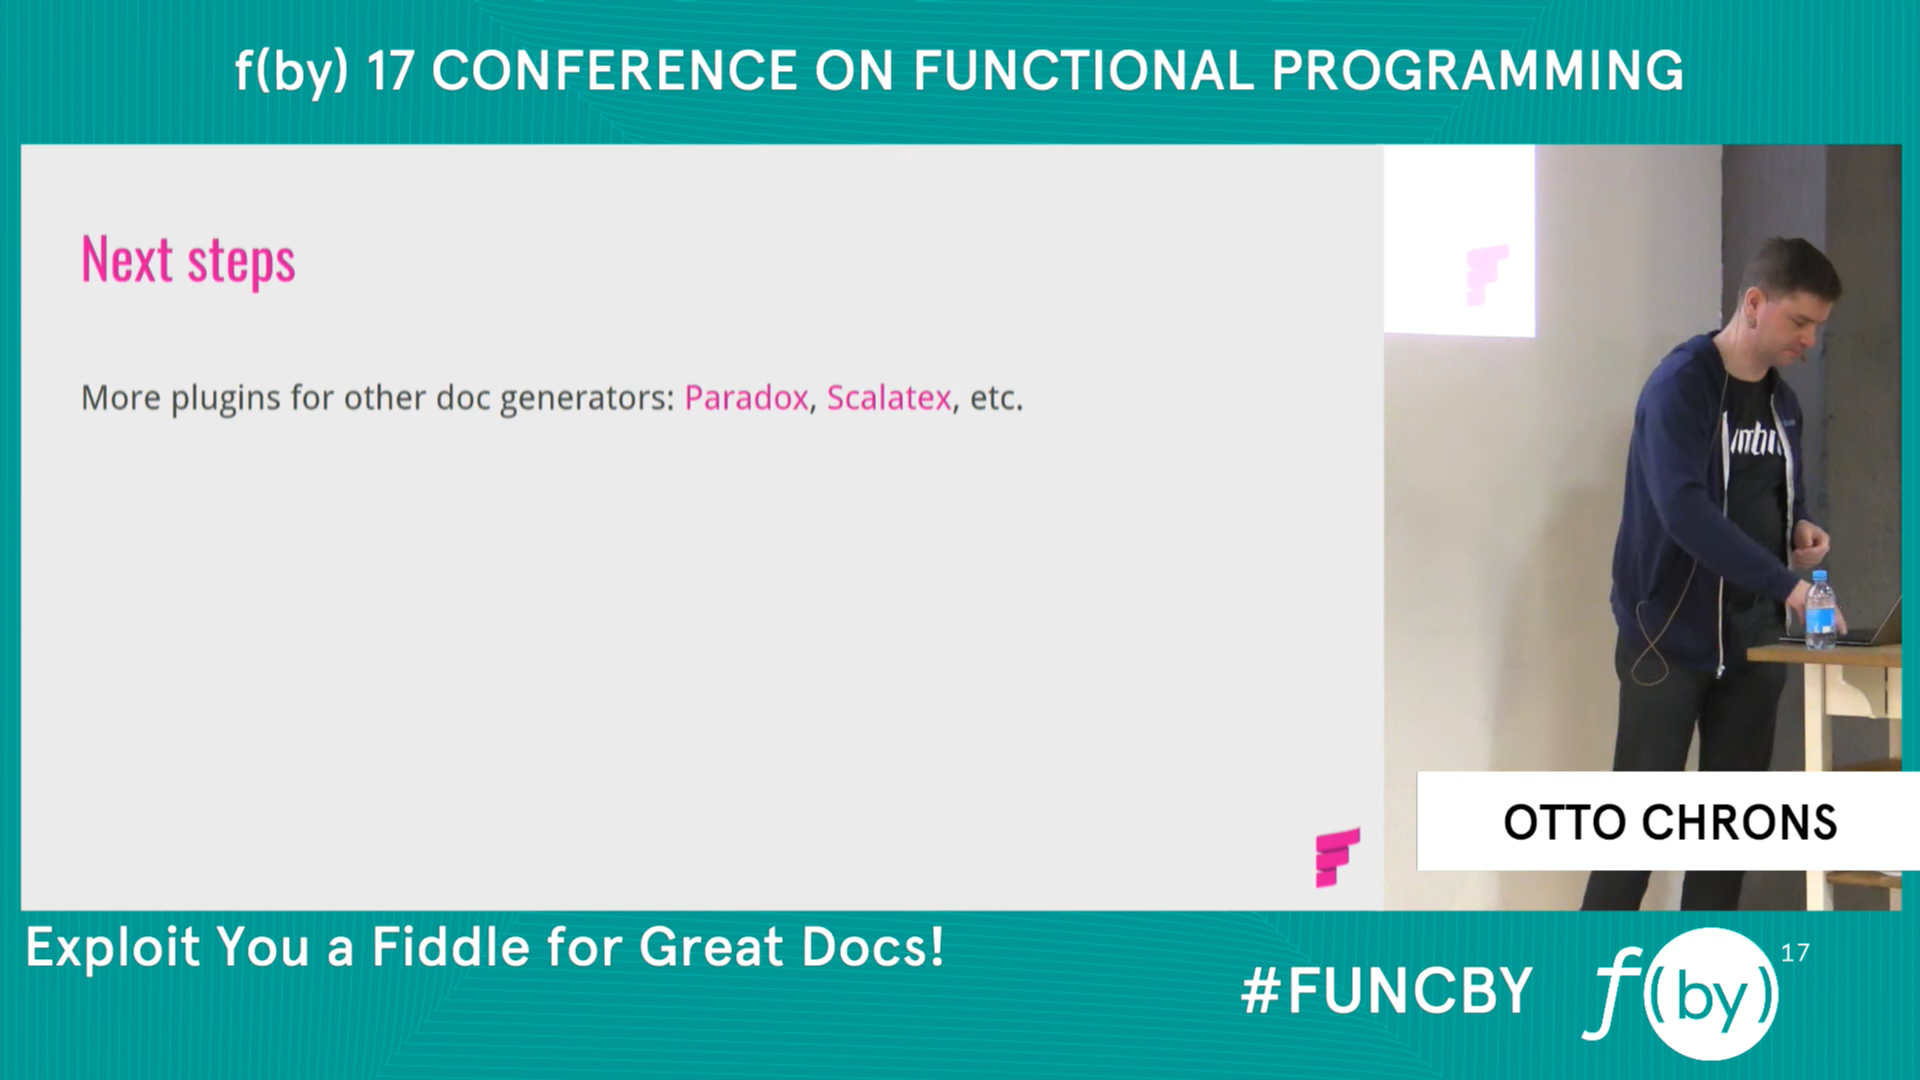 f(by) 17 CONFERENCE ON FUNCTIONAL PROGRAMMING
Next steps
More plugins for other doc generators: Paradox, Scalatex, etc.
OTTO CHRONS
Exploit You a Fiddle for Great Docs!
#FUNCBY
f(by) 17